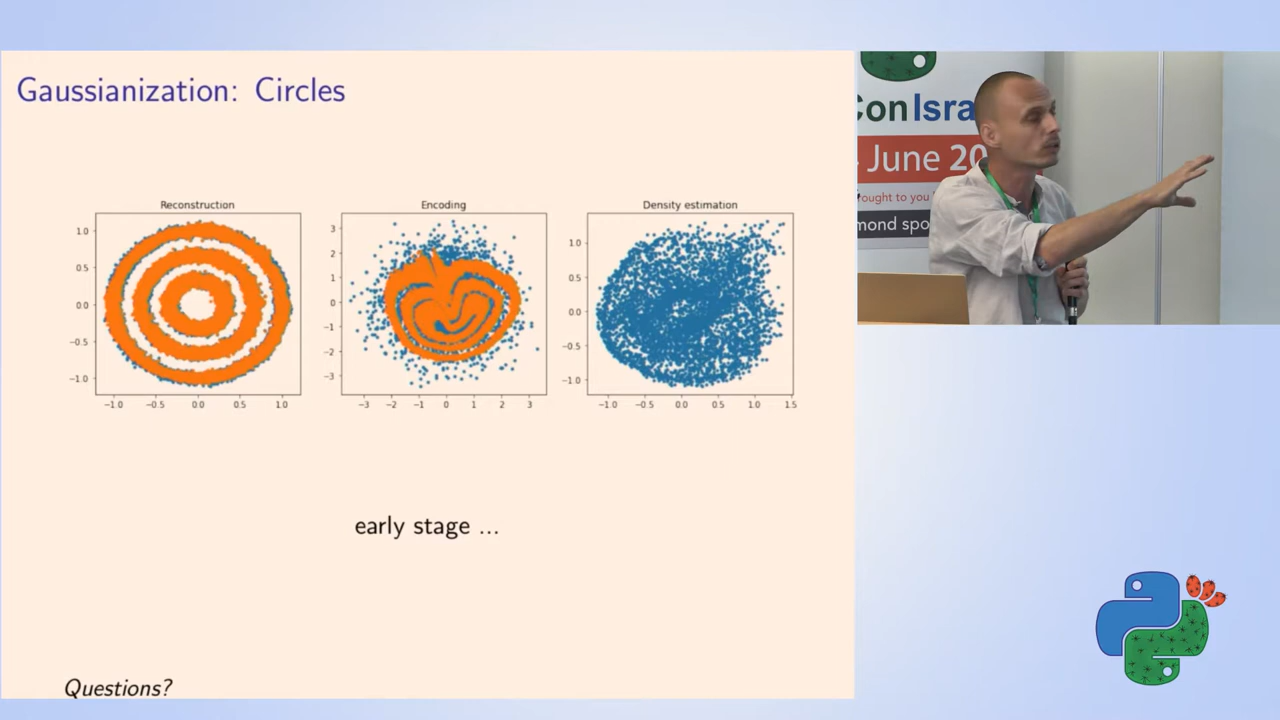 Gaussianization: Circles
Reconstruction
Encoding
Density estimation
1.0
0.5
0.0
−0.5
−1.0
−1.0 −0.5 0.0 0.5 1.0
3
2
1
0
−1
−2
−3
−3 −2 −1 0 1 2 3
1.0
0.5
0.0
−0.5
−1.0
−1.0 −0.5 0.0 0.5 1.0 1.5
early stage ...
Questions?
ConIsra
June 20
ought to you
mond spo